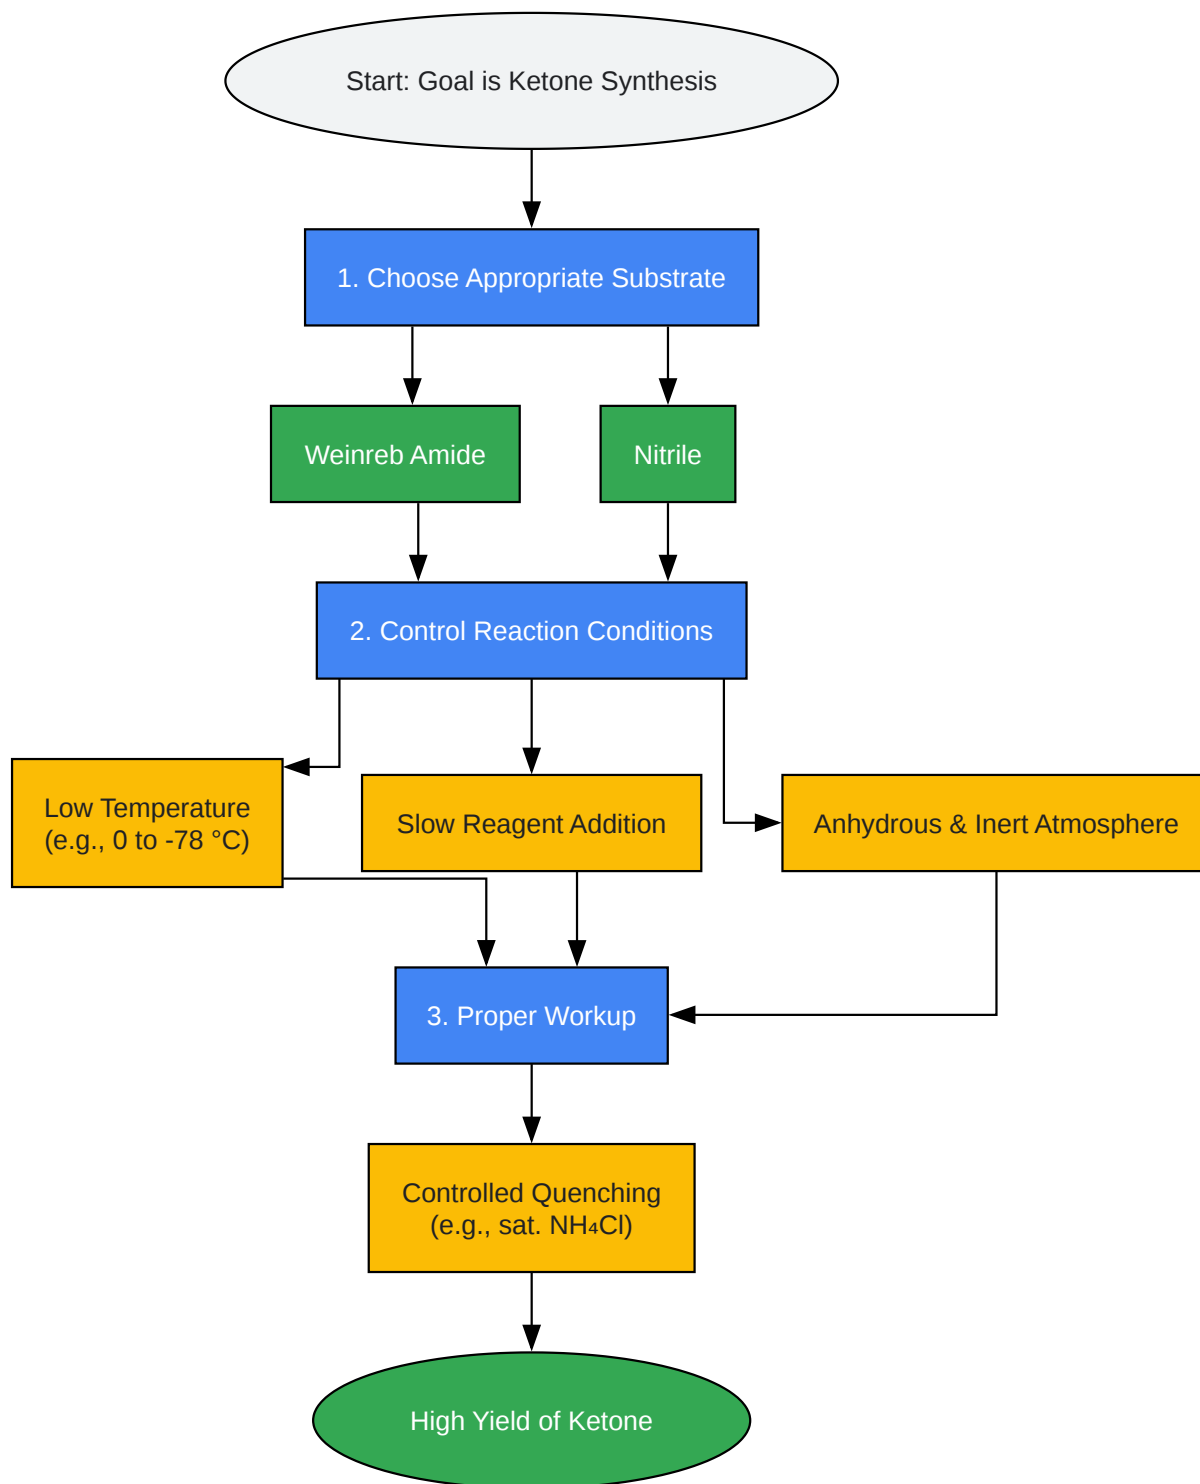 Start: Goal is Ketone Synthesis
1. Choose Appropriate Substrate
Weinreb Amide
Nitrile
2. Control Reaction Conditions
Low Temperature
(e.g., 0 to -78 °C)
Slow Reagent Addition
Anhydrous & Inert Atmosphere
3. Proper Workup
Controlled Quenching
(e.g., sat. NH₄Cl)
High Yield of Ketone